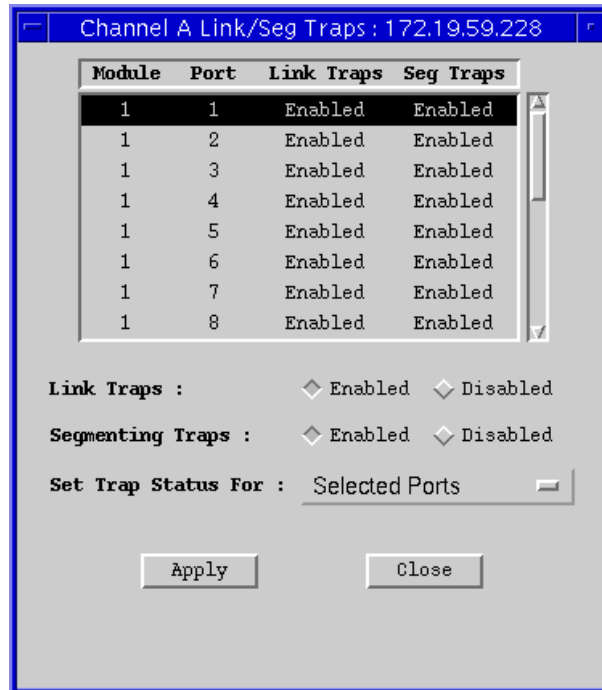 Channel A Link/Seg Traps : 172.19.59.228
Module Port Link Traps Seg Traps
1 1 Enabled Enabled
1 2 Enabled Enabled
1 3 Enabled Enabled
1 4 Enabled Enabled
1 5 Enabled Enabled
1 6 Enabled Enabled
1 7 Enabled Enabled
1 8 Enabled Enabled
Link Traps : Enabled Disabled
Segmenting Traps : Enabled Disabled
Set Trap Status For : Selected Ports
Apply Close